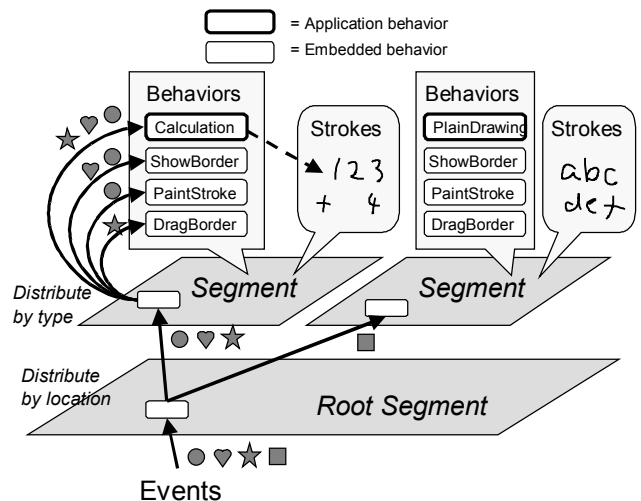 = Application behavior
= Embedded behavior
Behaviors
Calculation
ShowBorder
PaintStroke
DragBorder
Strokes
123
+ 4
Behaviors
PlainDrawing
ShowBorder
PaintStroke
DragBorder
Strokes
abc
def
Segment
Segment
Distribute
by type
Distribute
by location
Root Segment
Events